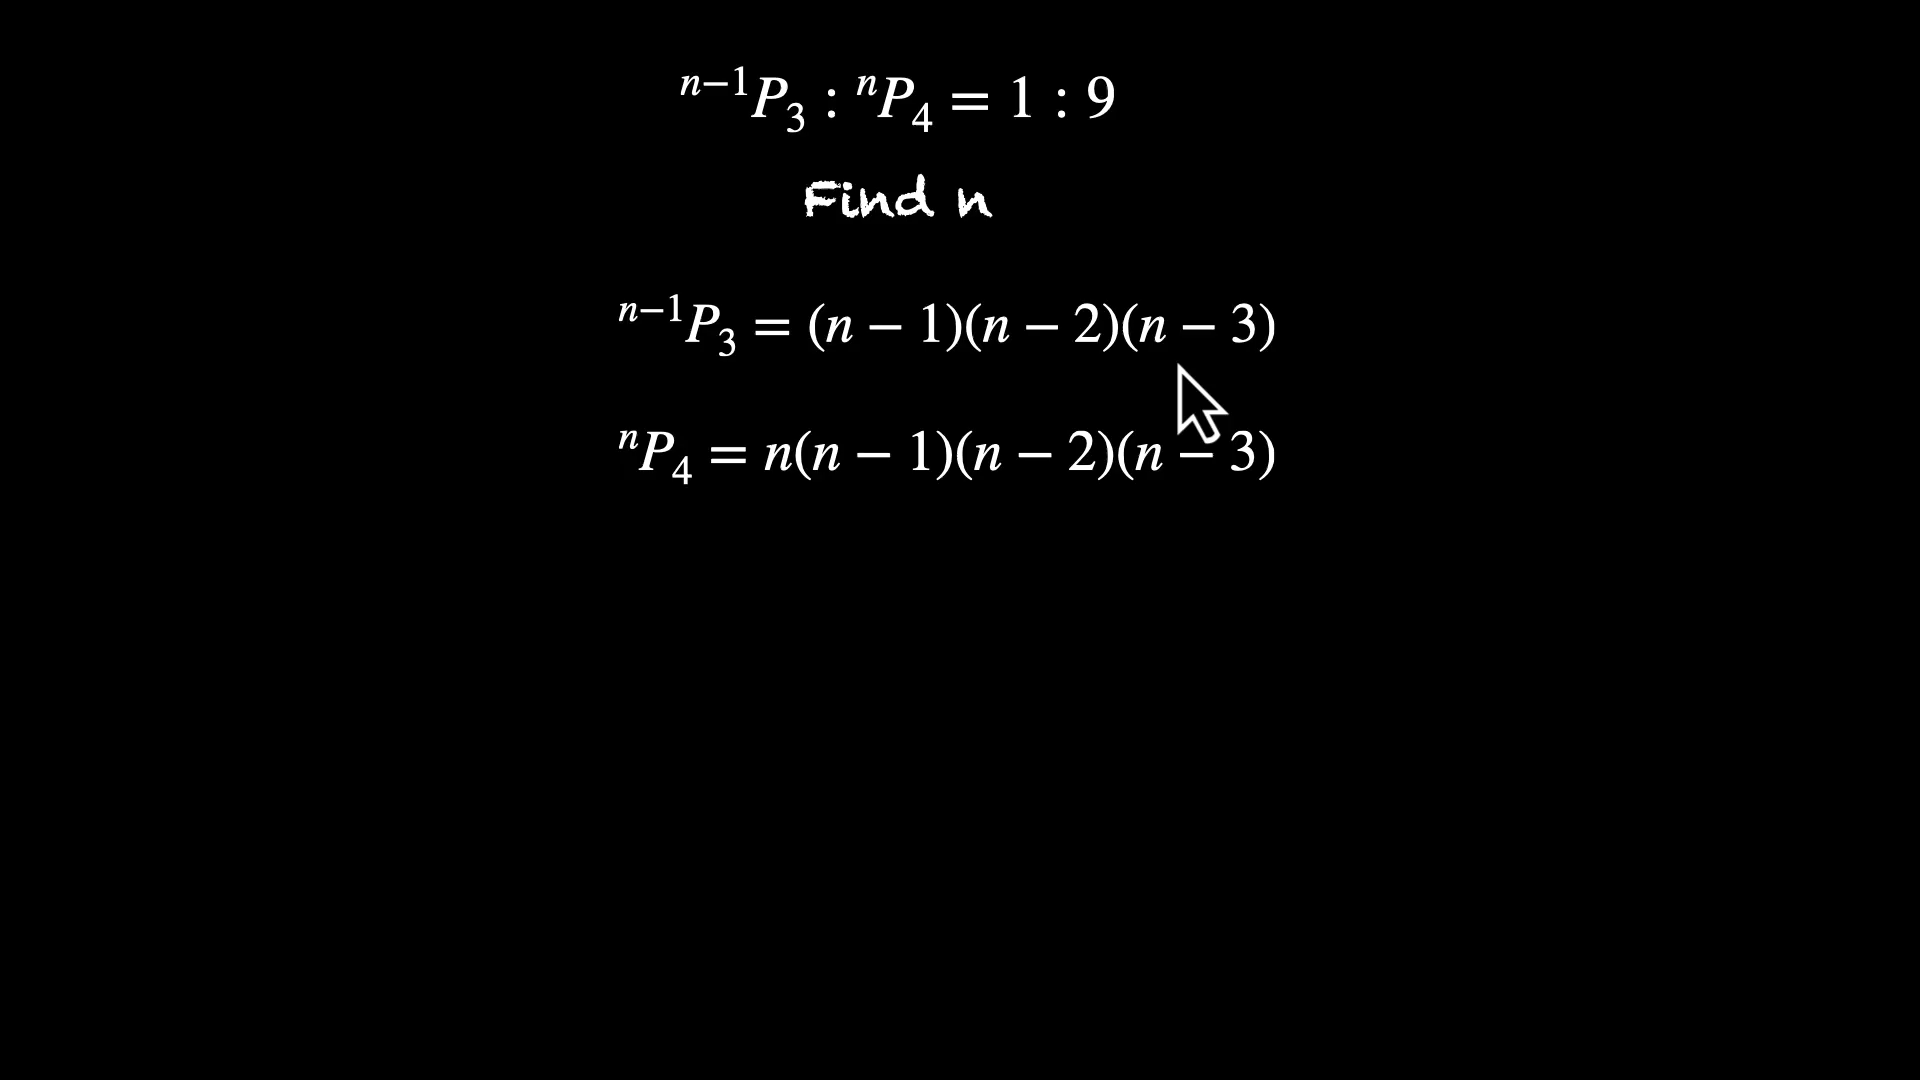 ⁿ⁻¹P₃ : ⁿP₄ = 1 : 9
Find n
ⁿ⁻¹P₃ = (n − 1)(n − 2)(n − 3)
ⁿP₄ = n(n − 1)(n − 2)(n − 3)